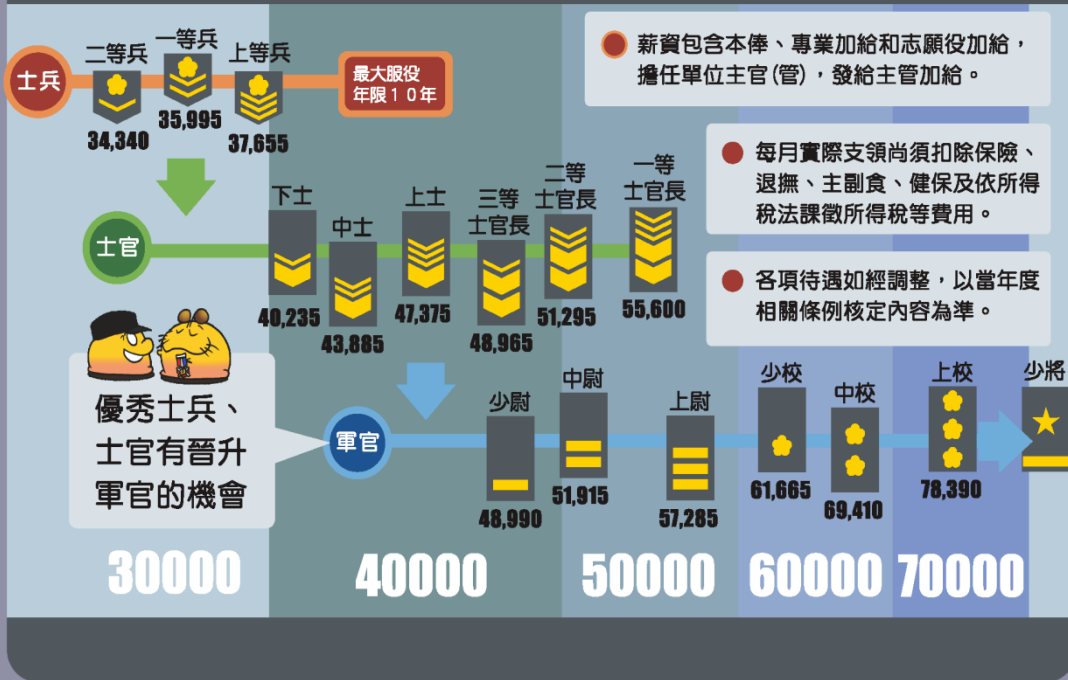 士兵
二等兵
34,340
一等兵
35,995
上等兵
37,655
最大服役
年限10年
薪資包含本俸、專業加給和志願役加給，
擔任單位主官(管)，發給主管加給。
每月實際支領尚須扣除保險、
退撫、主副食、健保及依所得
稅法課徵所得稅等費用。
各項待遇如經調整，以當年度
相關條例核定內容為準。
士官
下士
40,235
中士
43,885
上士
47,375
三等
士官長
48,965
二等
士官長
51,295
一等
士官長
55,600
優秀士兵、
士官有晉升
軍官的機會
軍官
少尉
48,990
中尉
51,915
上尉
57,285
少校
61,665
中校
69,410
上校
78,390
少將
30000
40000
50000
60000
70000